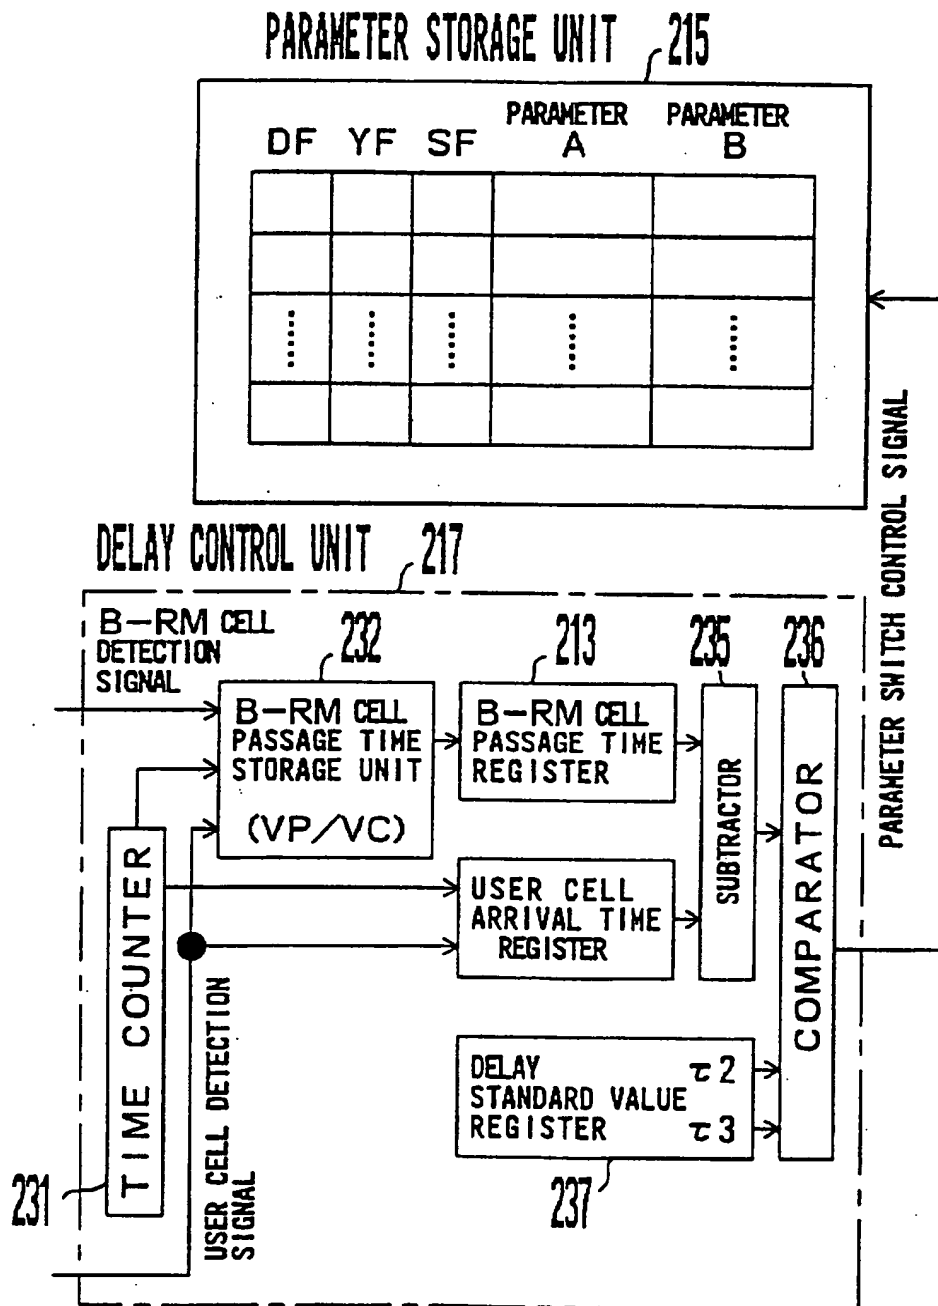 PARAMETER STORAGE UNIT 215
DF YF SF PARAMETER A PARAMETER B
PARAMETER SWITCH CONTROL SIGNAL
DELAY CONTROL UNIT 217
B-RM CELL
DETECTION
SIGNAL
232
B-RM CELL
PASSAGE TIME
STORAGE UNIT
(VP/VC)
213
B-RM CELL
PASSAGE TIME
REGISTER
235
SUBTRACTOR
236
COMPARATOR
USER CELL
ARRIVAL TIME
REGISTER
TIME COUNTER
231
USER CELL DETECTION
SIGNAL
DELAY τ2
STANDARD VALUE
REGISTER τ3
237